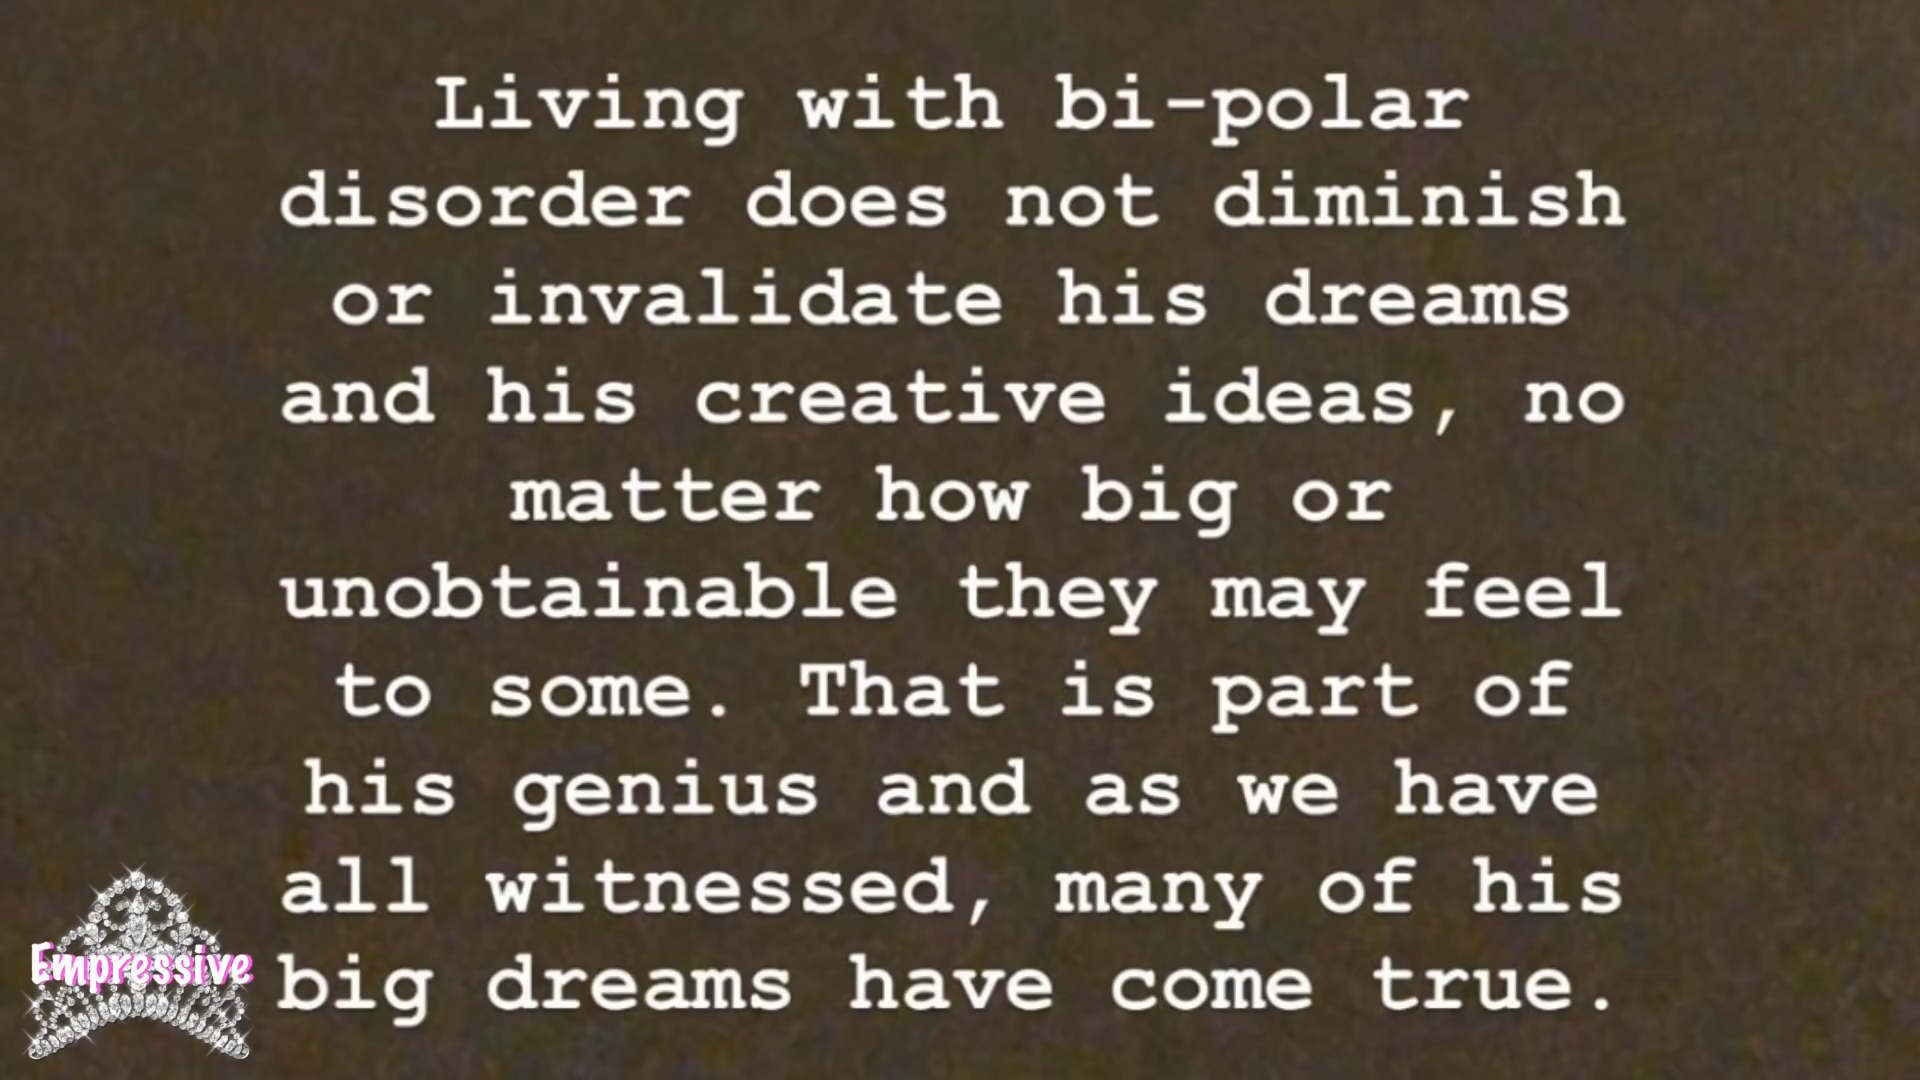 Living with bi-polar
disorder does not diminish
or invalidate his dreams
and his creative ideas, no
matter how big or
unobtainable they may feel
to some. That is part of
his genius and as we have
all witnessed, many of his
big dreams have come true.
Empressive